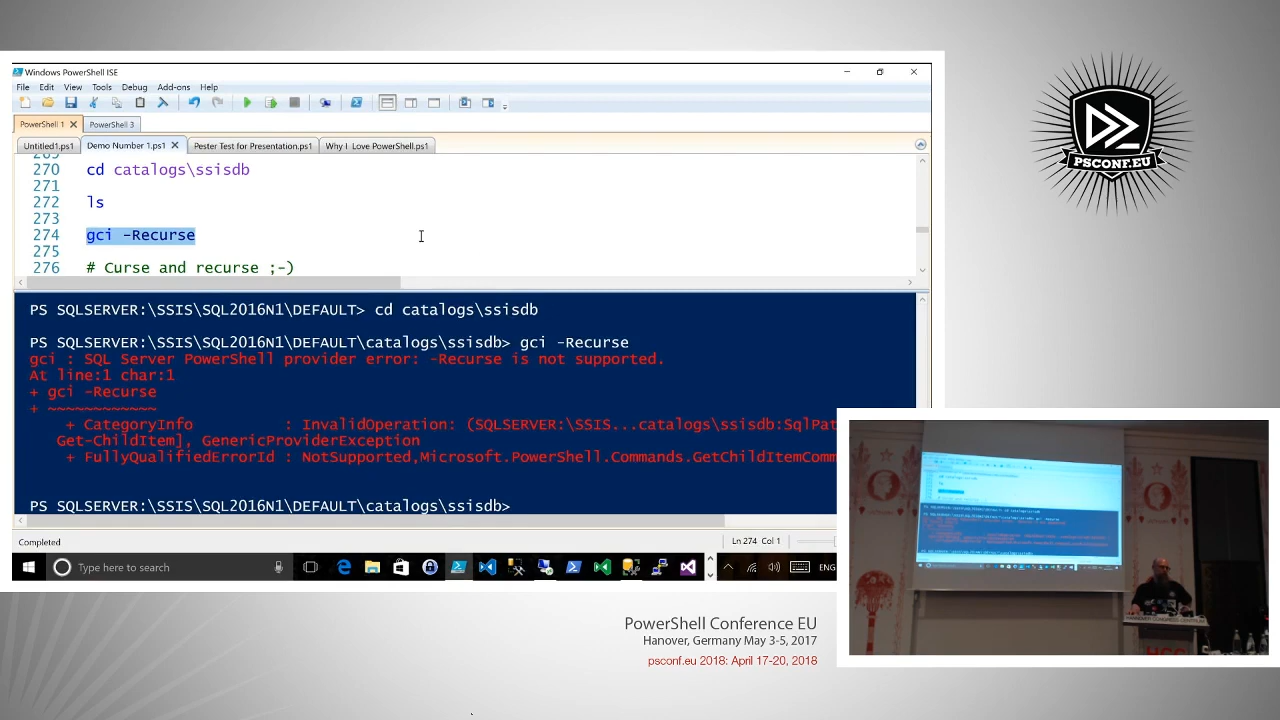 Windows PowerShell ISE
File Edit View Tools Debug Add-ons Help
PowerShell 1 PowerShell 3
Untitled1.ps1 Demo Number 1.ps1 Pester Test for Presentation.ps1 Why I Love PowerShell.ps1
270 cd catalogs\ssisdb
271
272 ls
273
274 gci -Recurse
275
276 # Curse and recurse ;-)
PS SQLSERVER:\SSIS\SQL2016N1\DEFAULT> cd catalogs\ssisdb
PS SQLSERVER:\SSIS\SQL2016N1\DEFAULT\catalogs\ssisdb> gci -Recurse
gci : SQL Server PowerShell provider error: -Recurse is not supported.
At line:1 char:1
+ gci -Recurse
+ ~~~~~~~~~~~~
+ CategoryInfo : InvalidOperation: (SQLSERVER:\SSIS...catalogs\ssisdb:SqlPat
Get-ChildItem], GenericProviderException
+ FullyQualifiedErrorId : NotSupported,Microsoft.PowerShell.Commands.GetChildItemComm
PS SQLSERVER:\SSIS\SQL2016N1\DEFAULT\catalogs\ssisdb>
Completed
Ln 274 Col 1
Type here to search
ENG
PSCONF.EU
PowerShell Conference EU
Hanover, Germany May 3-5, 2017
psconf.eu 2018: April 17-20, 2018